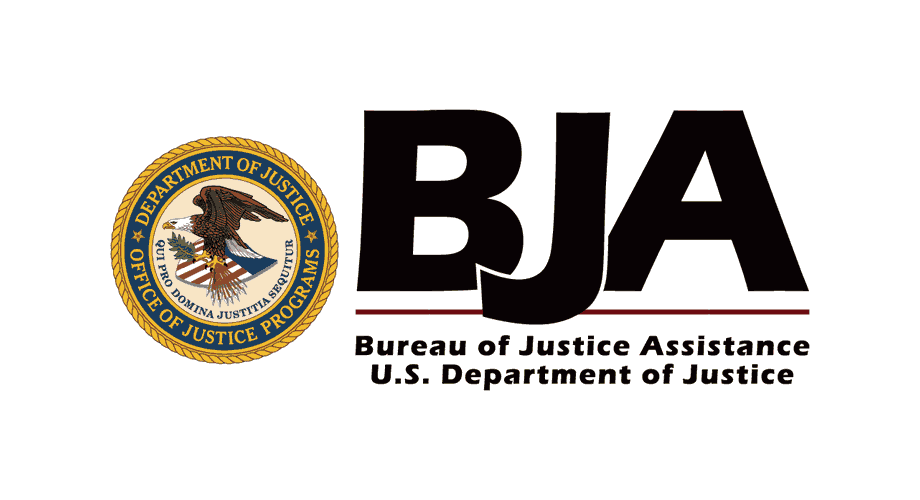 DEPARTMENT OF JUSTICE
OFFICE OF JUSTICE PROGRAMS
QUI PRO DOMINA JUSTITIA SEQUITUR
BJA
Bureau of Justice Assistance
U.S. Department of Justice